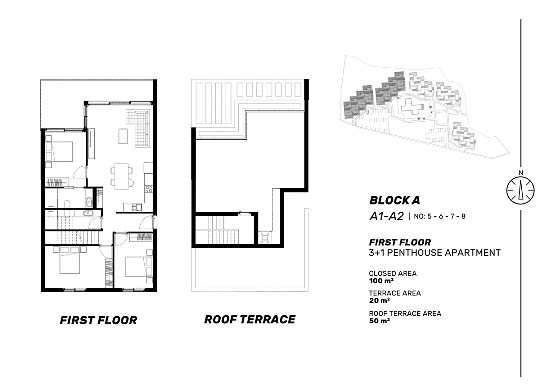 N
BLOCK A
A1-A2 | NO: 5 - 6 - 7 - 8
FIRST FLOOR
3+1 PENTHOUSE APARTMENT
CLOSED AREA
100 m²
TERRACE AREA
20 m²
ROOF TERRACE AREA
50 m²
FIRST FLOOR
ROOF TERRACE